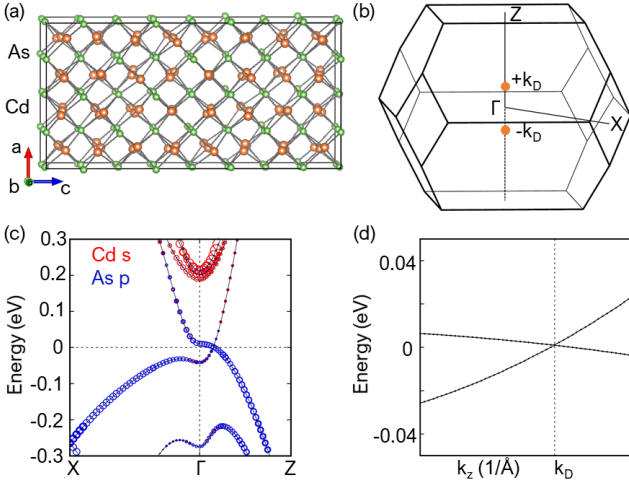 (a)
As
Cd
a
b
c
(b)
Z
+k_D
Γ
X
-k_D
(c)
Energy (eV)
0.3
0.2
0.1
0
-0.1
-0.2
-0.3
Cd s
As p
X
Γ
Z
(d)
Energy (eV)
0.04
0
-0.04
k_z (1/Å)
k_D